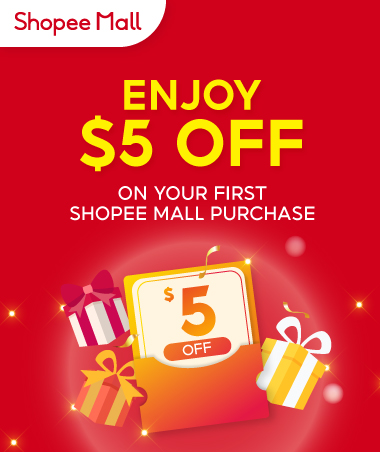 Shopee Mall
ENJOY
$5 OFF
ON YOUR FIRST
SHOPEE MALL PURCHASE
$5
OFF